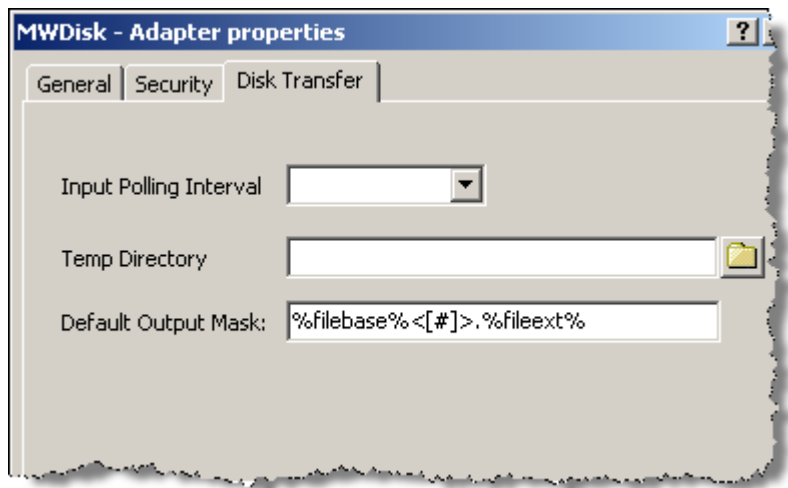 MWDisk - Adapter properties ?
General Security Disk Transfer
Input Polling Interval
Temp Directory
Default Output Mask: %filebase%<[#]>.%fileext%